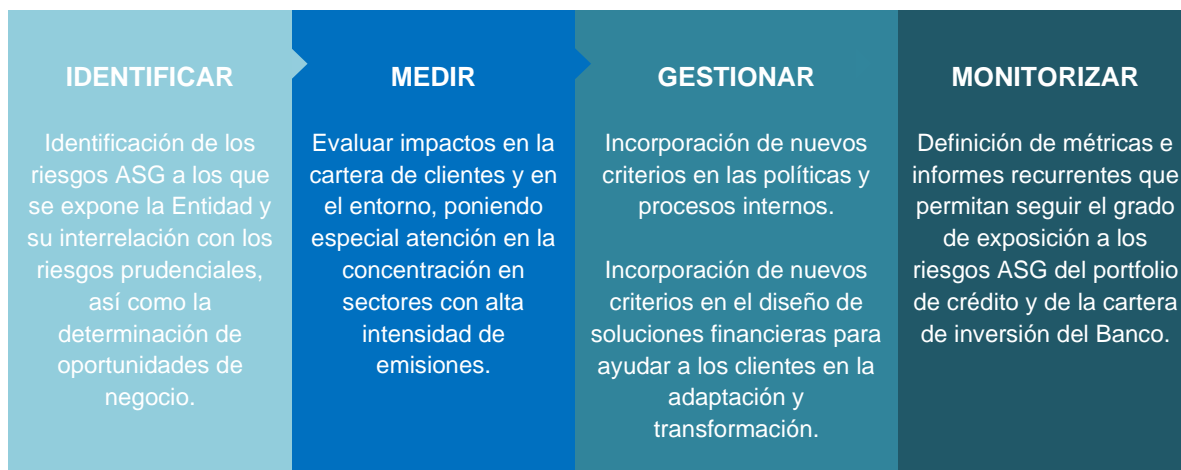 IDENTIFICAR
Identificación de los
riesgos ASG a los que
se expone la Entidad y
su interrelación con los
riesgos prudenciales,
así como la
determinación de
oportunidades de
negocio.
MEDIR
Evaluar impactos en la
cartera de clientes y en
el entorno, poniendo
especial atención en la
concentración en
sectores con alta
intensidad de
emisiones.
GESTIONAR
Incorporación de nuevos
criterios en las políticas y
procesos internos.
Incorporación de nuevos
criterios en el diseño de
soluciones financieras para
ayudar a los clientes en la
adaptación y
transformación.
MONITORIZAR
Definición de métricas e
informes recurrentes que
permitan seguir el grado
de exposición a los
riesgos ASG del portfolio
de crédito y de la cartera
de inversión del Banco.